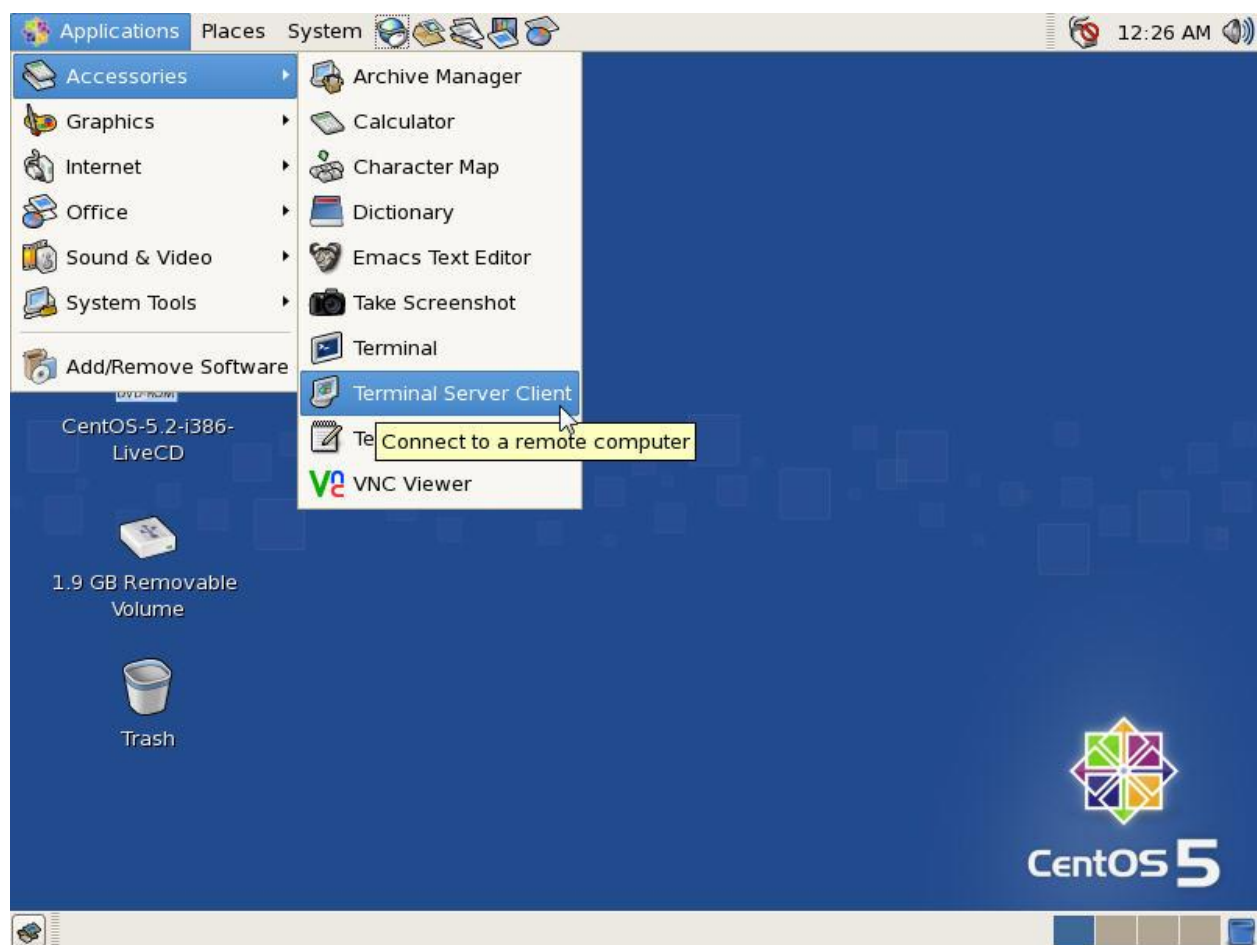 Applications Places System 12:26 AM
Accessories
Graphics
Internet
Office
Sound & Video
System Tools
Add/Remove Software
Archive Manager
Calculator
Character Map
Dictionary
Emacs Text Editor
Take Screenshot
Terminal
Terminal Server Client
Te
Connect to a remote computer
VNC Viewer
CentOS-5.2-i386-
LiveCD
1.9 GB Removable
Volume
Trash
CentOS 5